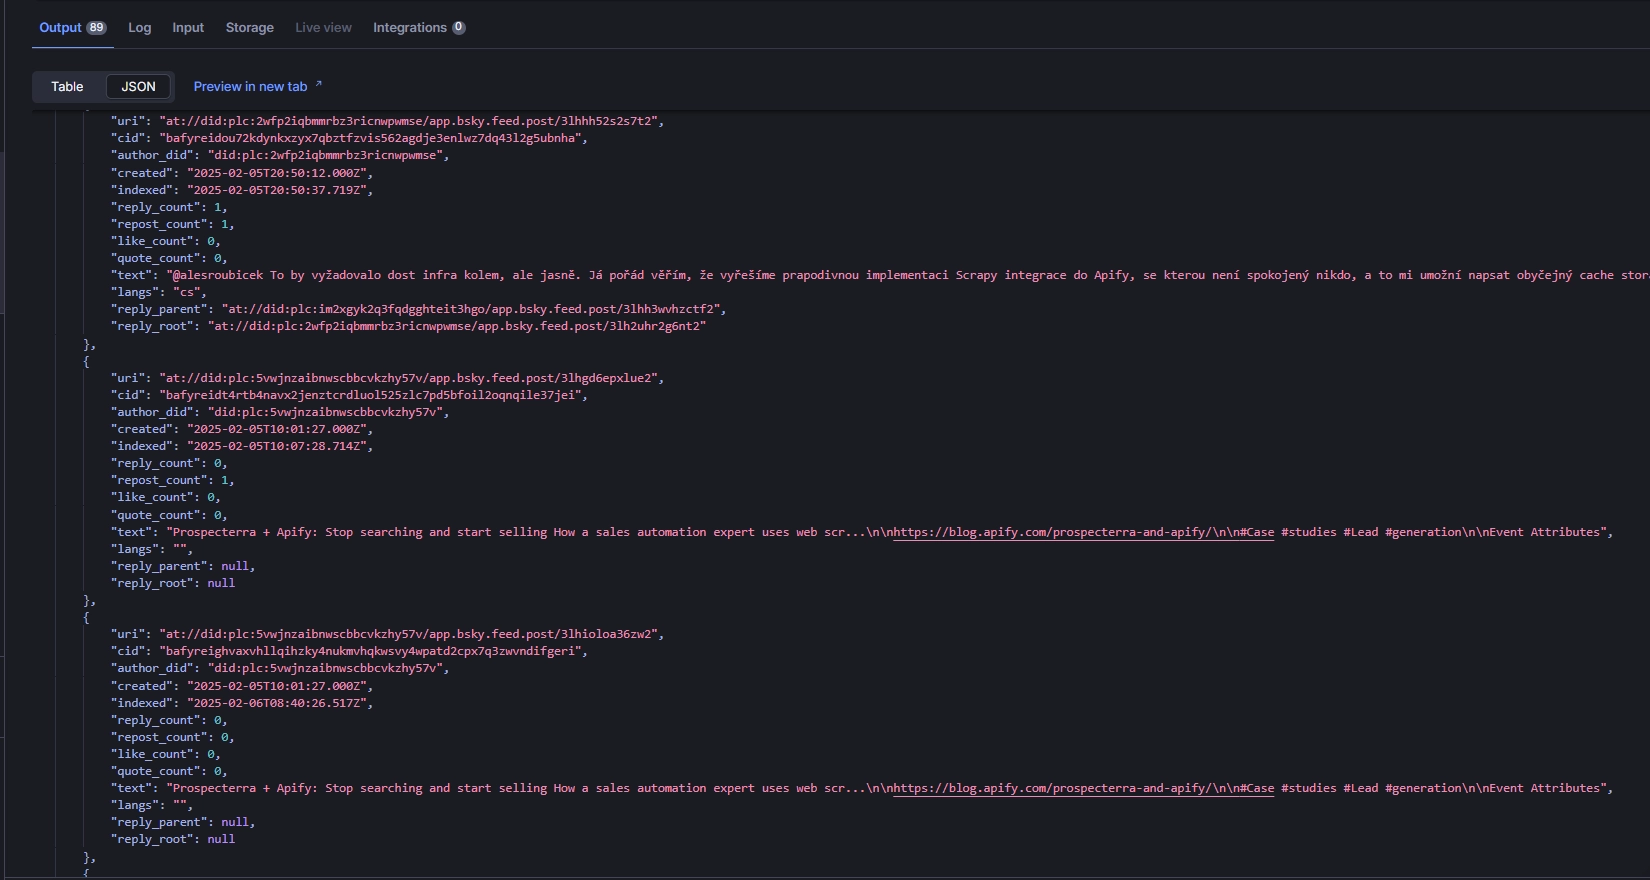 Output 89 Log Input Storage Live view Integrations 0
Table JSON Preview in new tab ↗
"uri": "at://did:plc:2wfp2iqbmmrbz3ricnwpwmse/app.bsky.feed.post/3lhhh52s2s7t2",
"cid": "bafyreidou72kdynkxzyx7qbztfzvis562agdje3enlwz7dq43l2g5ubnha",
"author_did": "did:plc:2wfp2iqbmmrbz3ricnwpwmse",
"created": "2025-02-05T20:50:12.000Z",
"indexed": "2025-02-05T20:50:37.719Z",
"reply_count": 1,
"repost_count": 1,
"like_count": 0,
"quote_count": 0,
"text": "@alesroubicek To by vyžadovalo dost infra kolem, ale jasně. Já pořád věřím, že vyřešíme prapodivnou implementaci Scrapy integrace do Apify, se kterou není spokojený nikdo, a to mi umožní napsat obyčejný cache stor
"langs": "cs",
"reply_parent": "at://did:plc:im2xgyk2q3fqdgghteit3hgo/app.bsky.feed.post/3lhh3wvhzctf2",
"reply_root": "at://did:plc:2wfp2iqbmmrbz3ricnwpwmse/app.bsky.feed.post/3lh2uhr2g6nt2"
},
{
"uri": "at://did:plc:5vwjnzaibnwscbbcvkzhy57v/app.bsky.feed.post/3lhgd6epxlue2",
"cid": "bafyreidt4rtb4navx2jenztcrdluol525zlc7pd5bfoil2oqnqile37jei",
"author_did": "did:plc:5vwjnzaibnwscbbcvkzhy57v",
"created": "2025-02-05T10:01:27.000Z",
"indexed": "2025-02-05T10:07:28.714Z",
"reply_count": 0,
"repost_count": 1,
"like_count": 0,
"quote_count": 0,
"text": "Prospecterra + Apify: Stop searching and start selling How a sales automation expert uses web scr...\n\nhttps://blog.apify.com/prospecterra-and-apify/\n\n#Case #studies #Lead #generation\n\nEvent Attributes",
"langs": "",
"reply_parent": null,
"reply_root": null
},
{
"uri": "at://did:plc:5vwjnzaibnwscbbcvkzhy57v/app.bsky.feed.post/3lhioloa36zw2",
"cid": "bafyreighvaxvhllqihzky4nukmvhqkwsvy4wpatd2cpx7q3zwvndifgeri",
"author_did": "did:plc:5vwjnzaibnwscbbcvkzhy57v",
"created": "2025-02-05T10:01:27.000Z",
"indexed": "2025-02-06T08:40:26.517Z",
"reply_count": 0,
"repost_count": 0,
"like_count": 0,
"quote_count": 0,
"text": "Prospecterra + Apify: Stop searching and start selling How a sales automation expert uses web scr...\n\nhttps://blog.apify.com/prospecterra-and-apify/\n\n#Case #studies #Lead #generation\n\nEvent Attributes",
"langs": "",
"reply_parent": null,
"reply_root": null
},
{